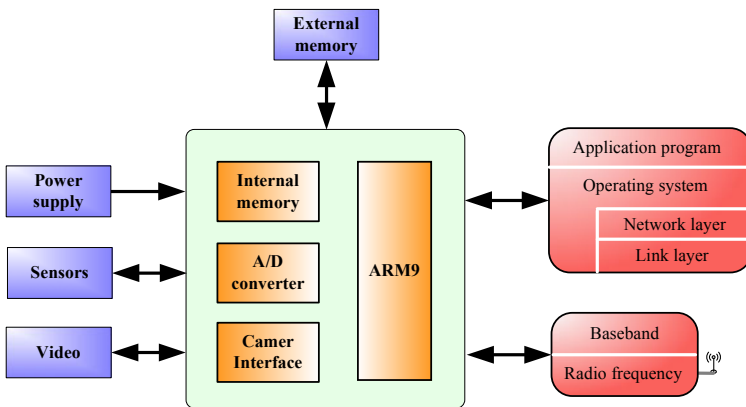 External
memory
Power
supply
Sensors
Video
Internal
memory
A/D
converter
Camer
Interface
ARM9
Application program
Operating system
Network layer
Link layer
Baseband
Radio frequency